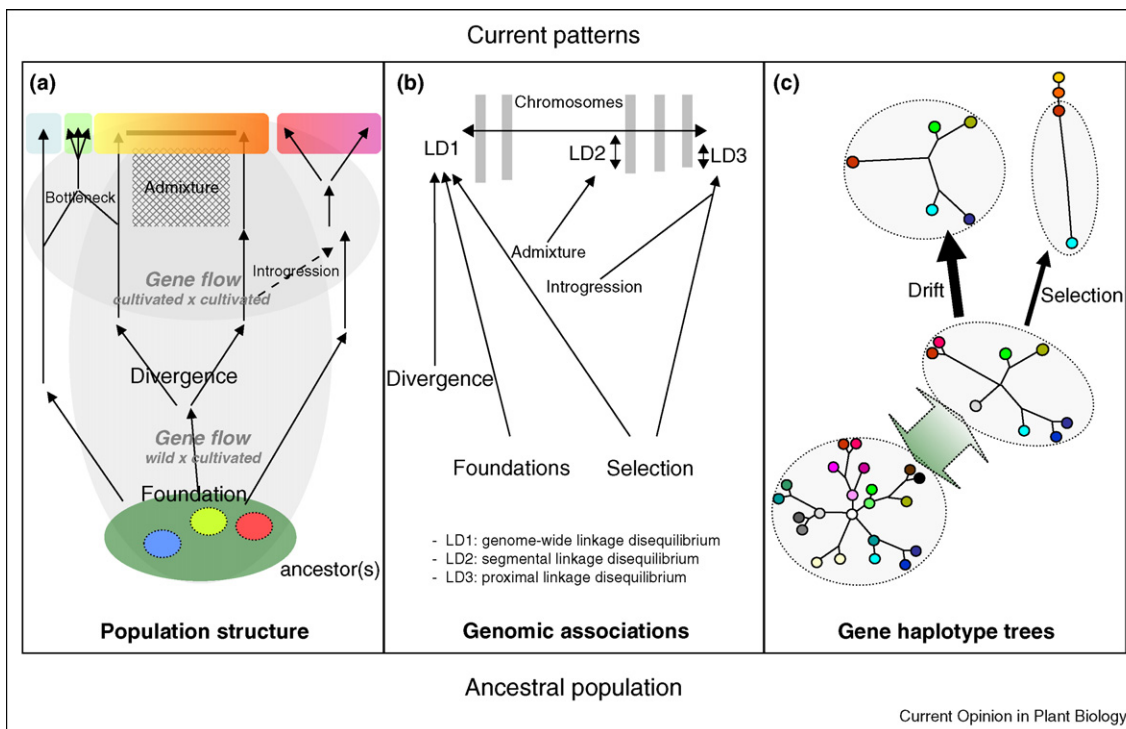 Current patterns
(a)
Bottleneck
Admixture
Introgression
Gene flow
cultivated x cultivated
Divergence
Gene flow
wild x cultivated
Foundation
ancestor(s)
Population structure
(b)
Chromosomes
LD1
LD2
LD3
Admixture
Introgression
Divergence
Foundations
Selection
- LD1: genome-wide linkage disequilibrium
- LD2: segmental linkage disequilibrium
- LD3: proximal linkage disequilibrium
Genomic associations
(c)
Drift
Selection
Gene haplotype trees
Ancestral population
Current Opinion in Plant Biology